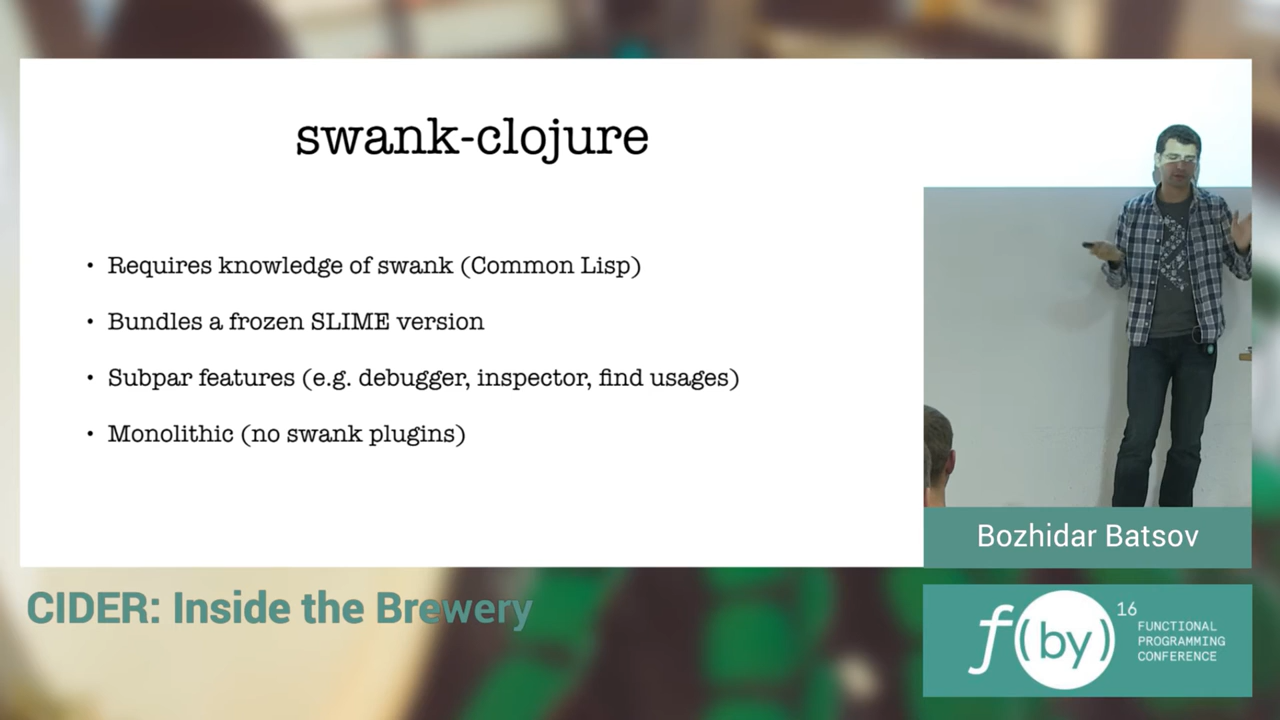 swank-clojure
• Requires knowledge of swank (Common Lisp)
• Bundles a frozen SLIME version
• Subpar features (e.g. debugger, inspector, find usages)
• Monolithic (no swank plugins)
Bozhidar Batsov
CIDER: Inside the Brewery
f(by) 16
FUNCTIONAL
PROGRAMMING
CONFERENCE